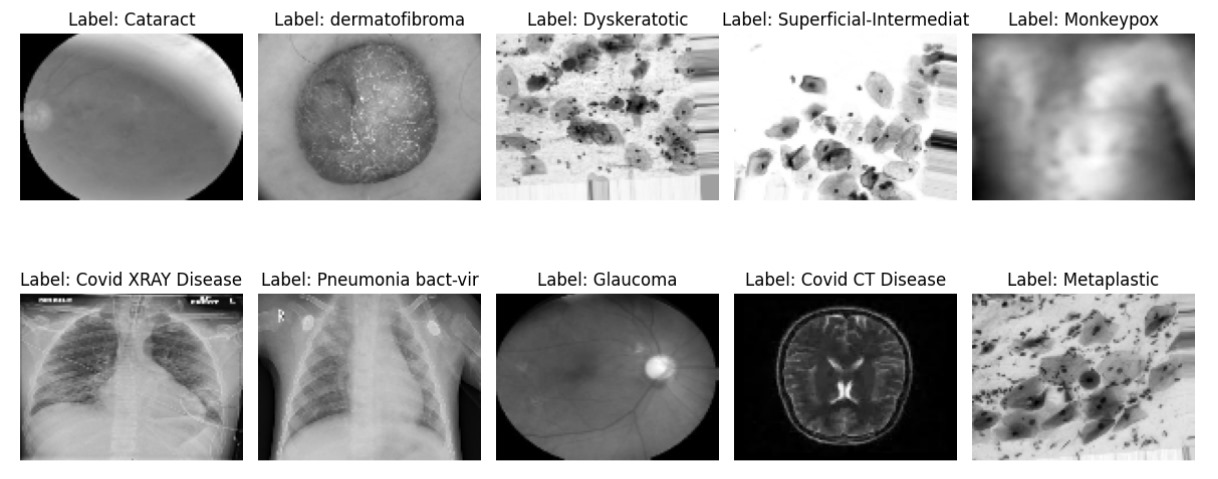 Label: Cataract
Label: dermatofibroma
Label: Dyskeratotic
Label: Superficial-Intermediat
Label: Monkeypox
Label: Covid XRAY Disease
Label: Pneumonia bact-vir
Label: Glaucoma
Label: Covid CT Disease
Label: Metaplastic
L
R